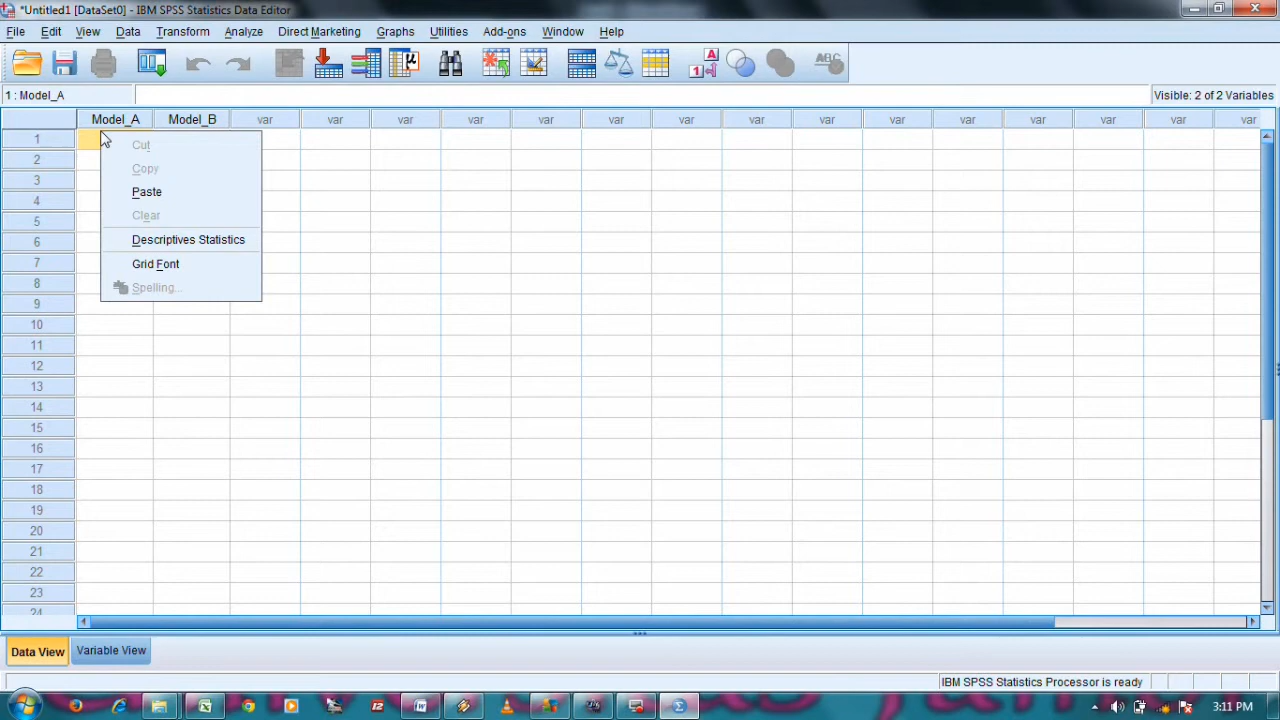 *Untitled1 [DataSet0] - IBM SPSS Statistics Data Editor
File Edit View Data Transform Analyze Direct Marketing Graphs Utilities Add-ons Window Help
1 : Model_A
Visible: 2 of 2 Variables
Model_A Model_B var var var var var var var var var var var var var var var
1
2
3
4
5
6
7
8
9
10
11
12
13
14
15
16
17
18
19
20
21
22
23
24
Cut
Copy
Paste
Clear
Descriptives Statistics
Grid Font
Spelling...
Data View Variable View
IBM SPSS Statistics Processor is ready
3:11 PM